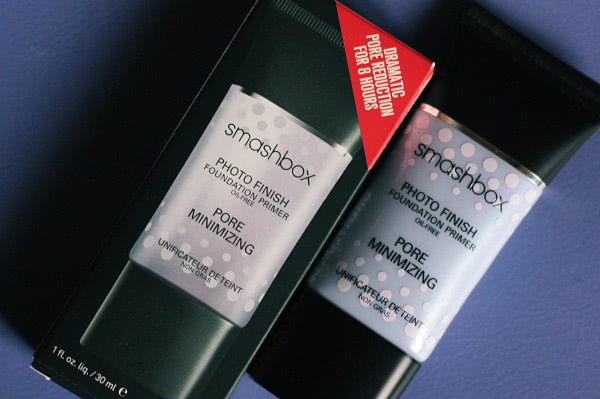 DRAMATIC
PORE REDUCTION
FOR 8 HOURS
smashbox
PHOTO FINISH
FOUNDATION PRIMER
OIL-FREE
PORE
MINIMIZING
UNIFICATEUR DE TEINT
NON GRAS
1 fl. oz. liq. / 30 ml e
smashbox
PHOTO FINISH
FOUNDATION PRIMER
OIL-FREE
PORE
MINIMIZING
UNIFICATEUR DE TEINT
NON GRAS